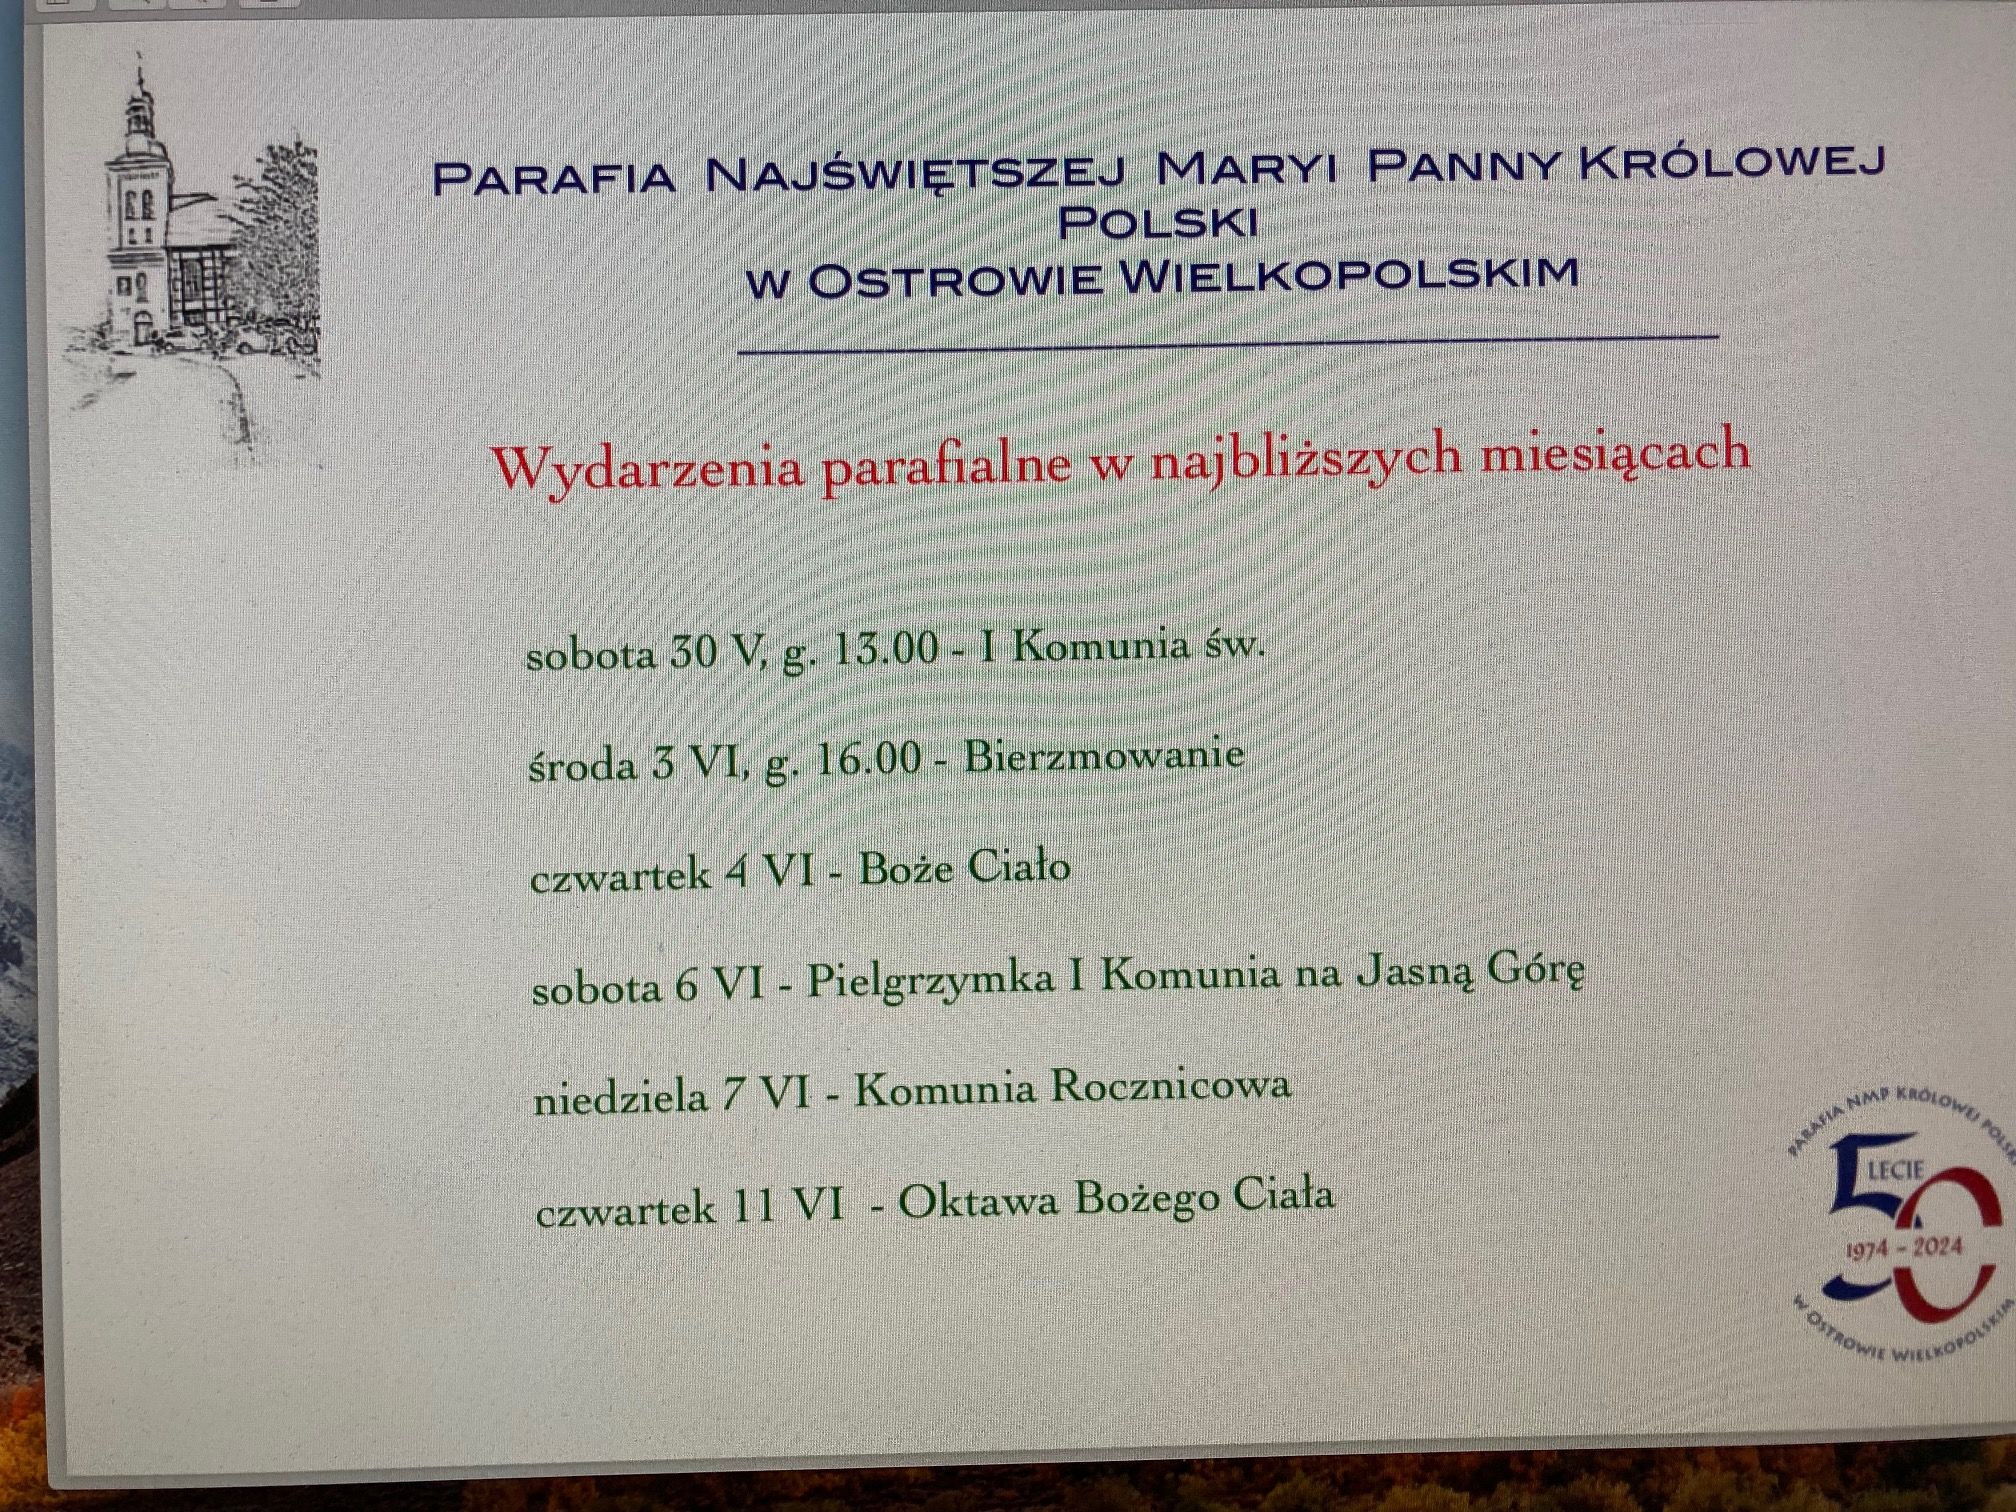 PARAFIA NAJŚWIĘTSZEJ MARYI PANNY KRÓLOWEJ
POLSKI
W OSTROWIE WIELKOPOLSKIM
Wydarzenia parafialne w najbliższych miesiącach
sobota 30 V, g. 13.00 - I Komunia św.
środa 3 VI, g. 16.00 - Bierzmowanie
czwartek 4 VI - Boże Ciało
sobota 6 VI - Pielgrzymka I Komunia na Jasną Górę
niedziela 7 VI - Komunia Rocznicowa
czwartek 11 VI - Oktawa Bożego Ciała
PARAFIA NMP KRÓLOWEJ POLSKI
50
LECIE
1974 - 2024
W OSTROWIE WIELKOPOLSKIM